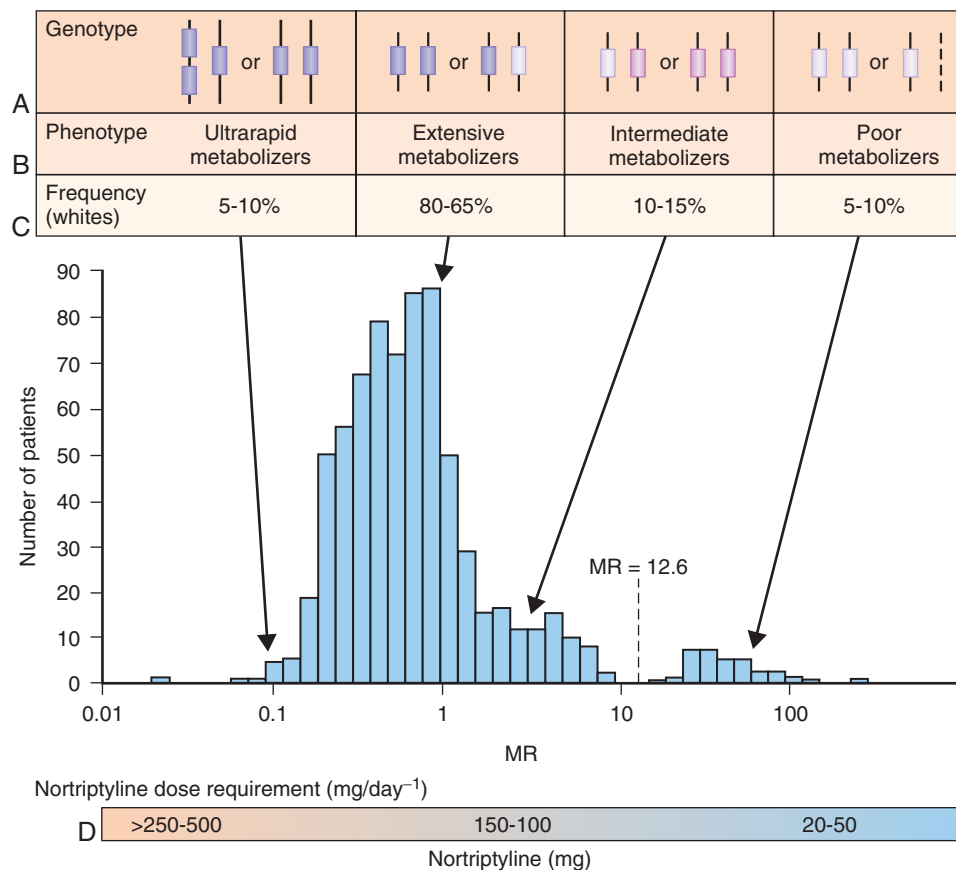 Genotype
or
or
or
or
A
Phenotype
Ultrarapid
metabolizers
Extensive
metabolizers
Intermediate
metabolizers
Poor
metabolizers
B
Frequency
(whites)
5-10%
80-65%
10-15%
5-10%
C
90
80
70
60
50
40
30
20
10
0
Number of patients
MR = 12.6
0.01
0.1
1
10
100
MR
Nortriptyline dose requirement (mg/day–1)
D
>250-500
150-100
20-50
Nortriptyline (mg)